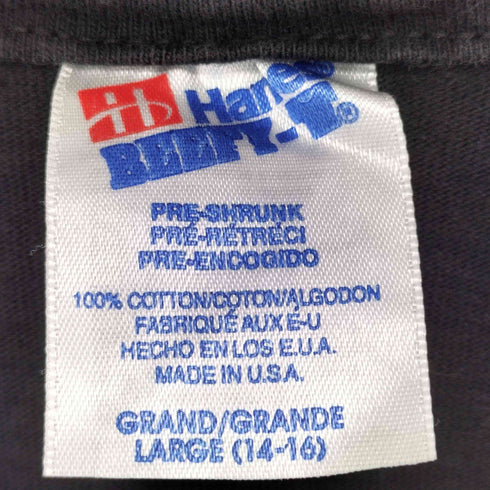 Hanes
BEEFY-T®
PRE-SHRUNK
PRÉ-RÉTRÉCI
PRE-ENCOGIDO
100% COTTON/COTON/ALGODON
FABRIQUÉ AUX É-U
HECHO EN LOS E.U.A.
MADE IN U.S.A.
GRAND/GRANDE
LARGE (14-16)